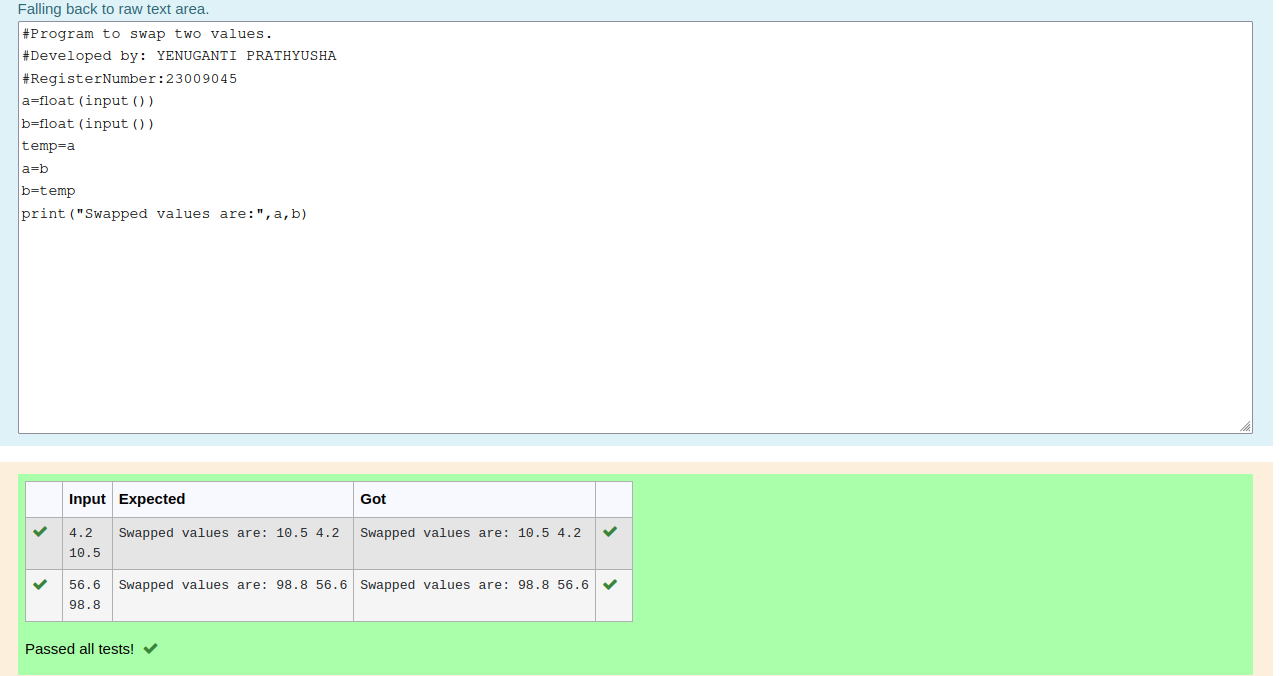 Falling back to raw text area.
#Program to swap two values.
#Developed by: YENUGANTI PRATHYUSHA
#RegisterNumber:23009045
a=float(input())
b=float(input())
temp=a
a=b
b=temp
print("Swapped values are:",a,b)
Input Expected Got
4.2 Swapped values are: 10.5 4.2 Swapped values are: 10.5 4.2
10.5
56.6 Swapped values are: 98.8 56.6 Swapped values are: 98.8 56.6
98.8
Passed all tests!